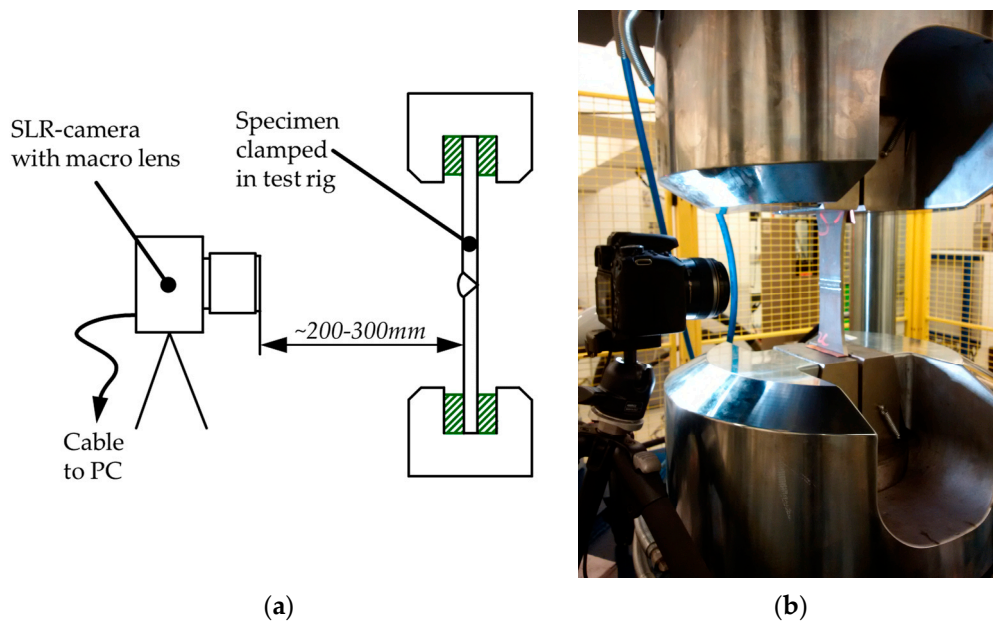 SLR-camera
with macro lens
Specimen
clamped
in test rig
~200-300mm
Cable
to PC
(a)
(b)